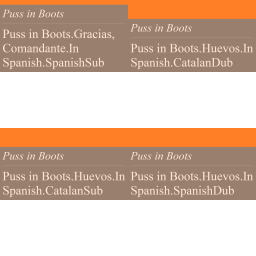 Puss in Boots
Puss in Boots.Gracias,
Comandante.In
Spanish.SpanishSub
Puss in Boots
Puss in Boots.Huevos.In
Spanish.CatalanDub
Puss in Boots
Puss in Boots.Huevos.In
Spanish.CatalanSub
Puss in Boots
Puss in Boots.Huevos.In
Spanish.SpanishDub